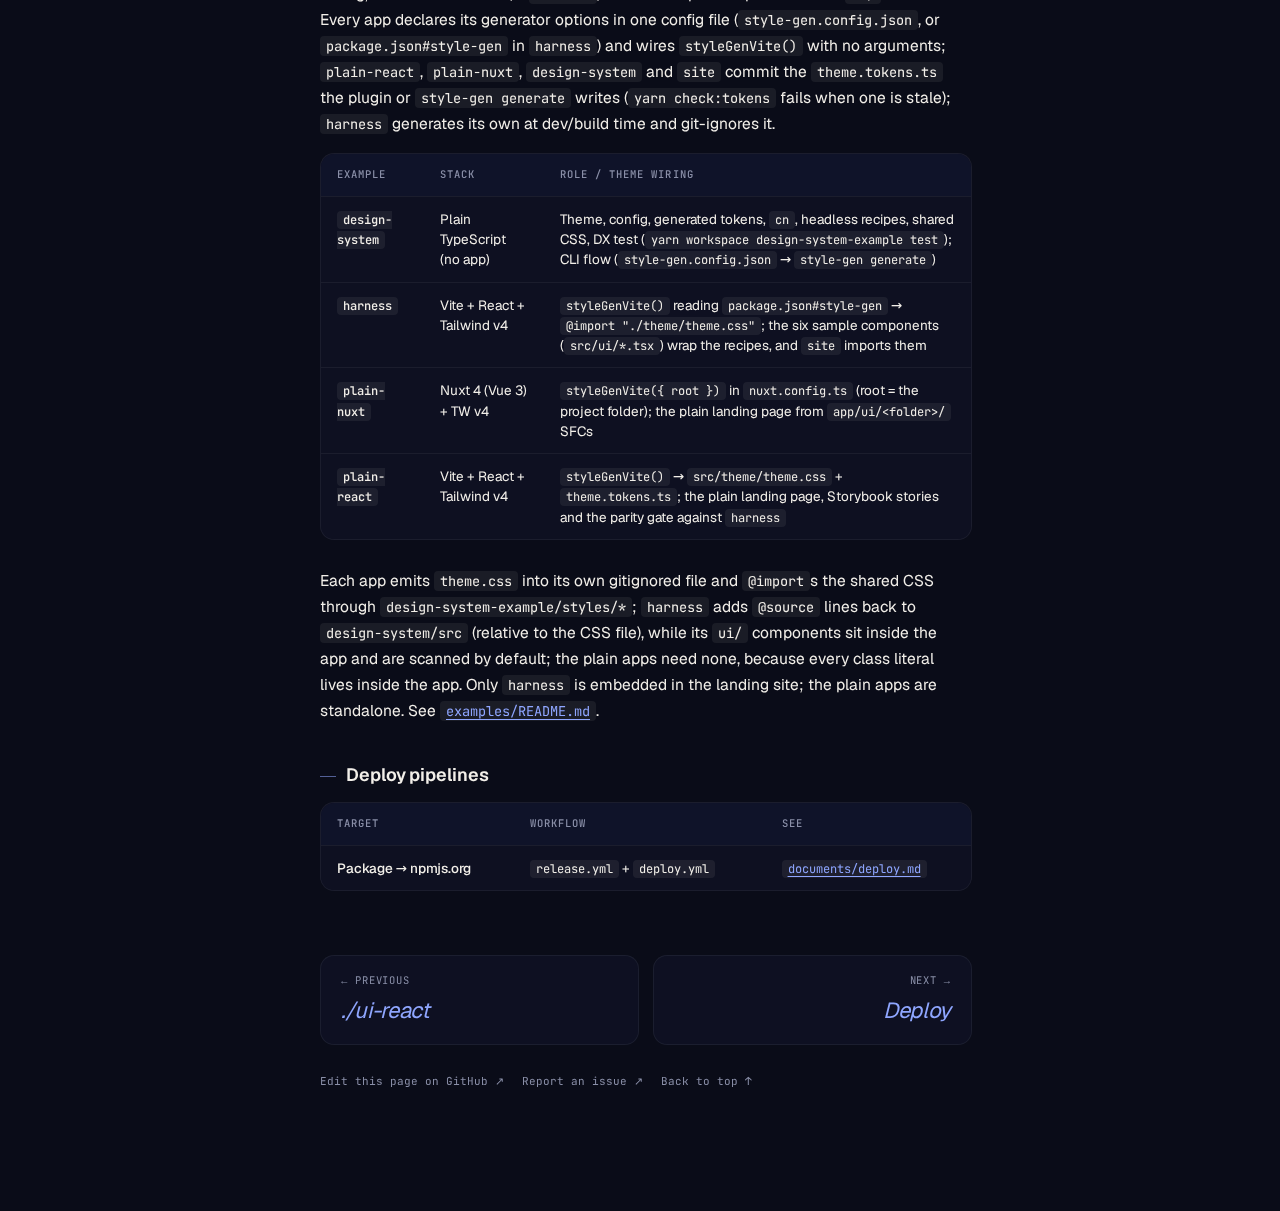 Every app declares its generator options in one config file ( style-gen.config.json , or
package.json#style-gen in harness ) and wires styleGenVite() with no arguments;
plain-react , plain-nuxt , design-system and site commit the theme.tokens.ts
the plugin or style-gen generate writes ( yarn check:tokens fails when one is stale);
harness generates its own at dev/build time and git-ignores it.
EXAMPLE STACK ROLE / THEME WIRING
design- Plain Theme, config, generated tokens, cn , headless recipes, shared
system TypeScript CSS, DX test ( yarn workspace design-system-example test );
(no app) CLI flow ( style-gen.config.json → style-gen generate )
harness Vite + React + styleGenVite() reading package.json#style-gen →
Tailwind v4 @import "./theme/theme.css" ; the six sample components
( src/ui/*.tsx ) wrap the recipes, and site imports them
plain- Nuxt 4 (Vue 3) styleGenVite({ root }) in nuxt.config.ts (root = the
nuxt + TW v4 project folder); the plain landing page from app/ui/<folder>/
SFCs
plain- Vite + React + styleGenVite() → src/theme/theme.css +
react Tailwind v4 theme.tokens.ts ; the plain landing page, Storybook stories
and the parity gate against harness
Each app emits theme.css into its own gitignored file and @import s the shared CSS
through design-system-example/styles/* ; harness adds @source lines back to
design-system/src (relative to the CSS file), while its ui/ components sit inside the
app and are scanned by default; the plain apps need none, because every class literal
lives inside the app. Only harness is embedded in the landing site; the plain apps are
standalone. See examples/README.md .
— Deploy pipelines
TARGET WORKFLOW SEE
Package → npmjs.org release.yml + deploy.yml documents/deploy.md
← PREVIOUS NEXT →
./ui-react Deploy
Edit this page on GitHub ↗ Report an issue ↗ Back to top ↑